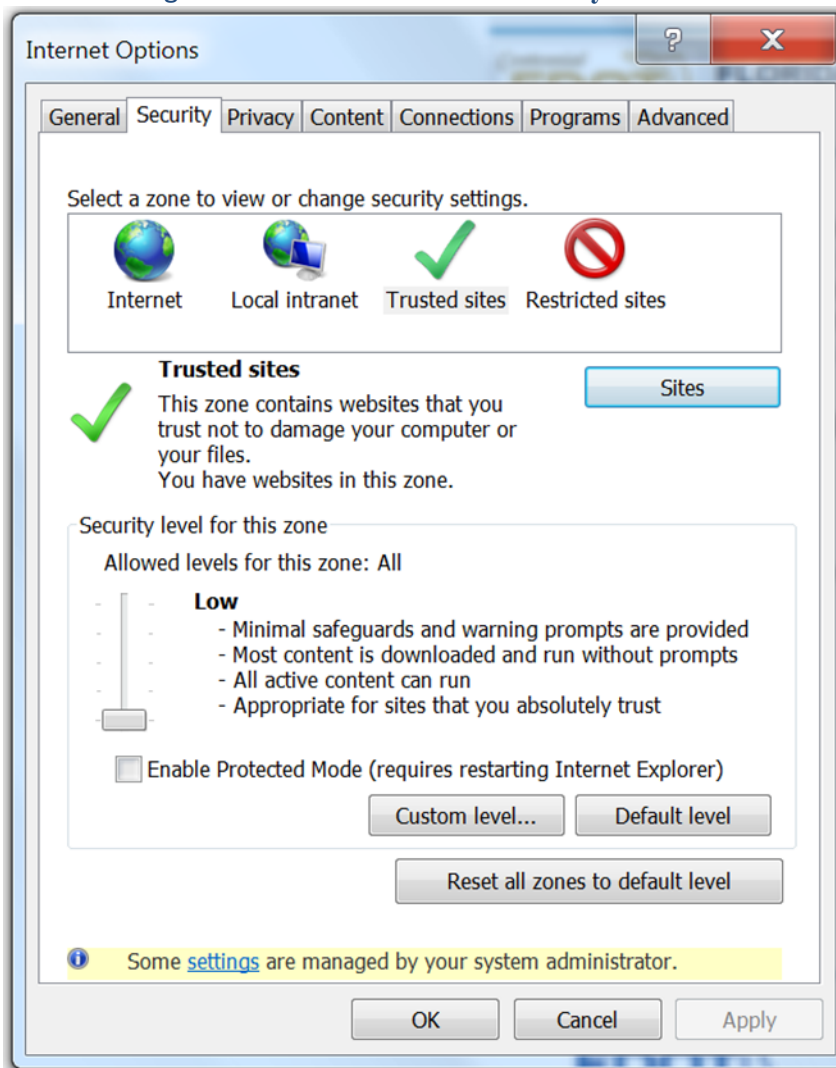 Internet Options
General Security Privacy Content Connections Programs Advanced
Select a zone to view or change security settings.
Internet Local intranet Trusted sites Restricted sites
Trusted sites
Sites
This zone contains websites that you
trust not to damage your computer or
your files.
You have websites in this zone.
Security level for this zone
Allowed levels for this zone: All
Low
- Minimal safeguards and warning prompts are provided
- Most content is downloaded and run without prompts
- All active content can run
- Appropriate for sites that you absolutely trust
Enable Protected Mode (requires restarting Internet Explorer)
Custom level... Default level
Reset all zones to default level
Some settings are managed by your system administrator.
OK Cancel Apply